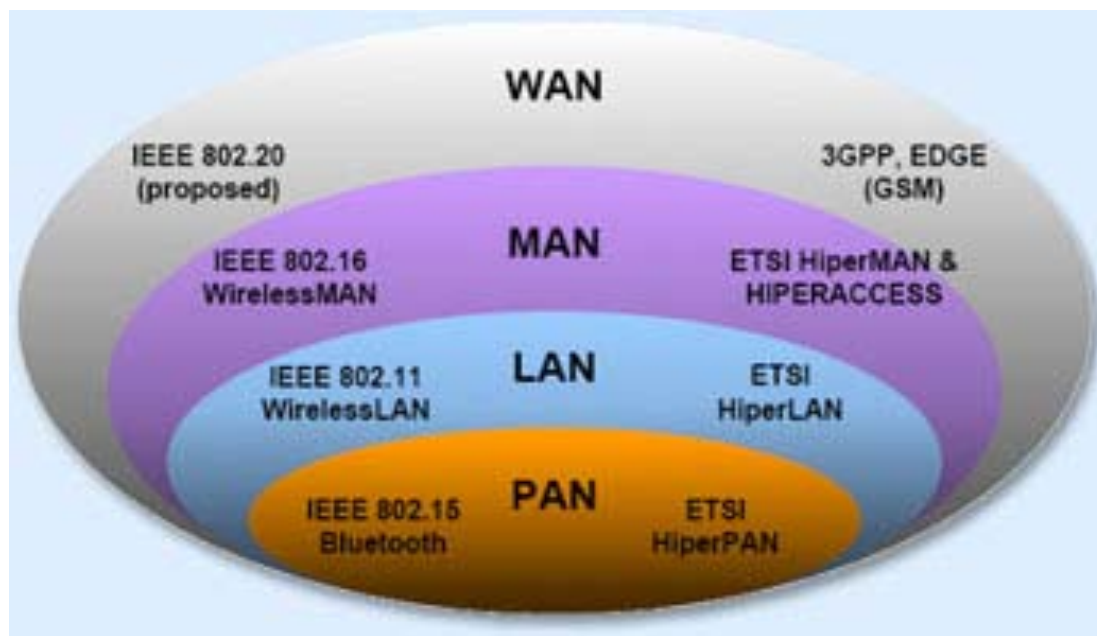 WAN
IEEE 802.20
(proposed)
3GPP, EDGE
(GSM)
MAN
IEEE 802.16
WirelessMAN
ETSI HiperMAN &
HIPERACCESS
LAN
IEEE 802.11
WirelessLAN
ETSI
HiperLAN
PAN
IEEE 802.15
Bluetooth
ETSI
HiperPAN